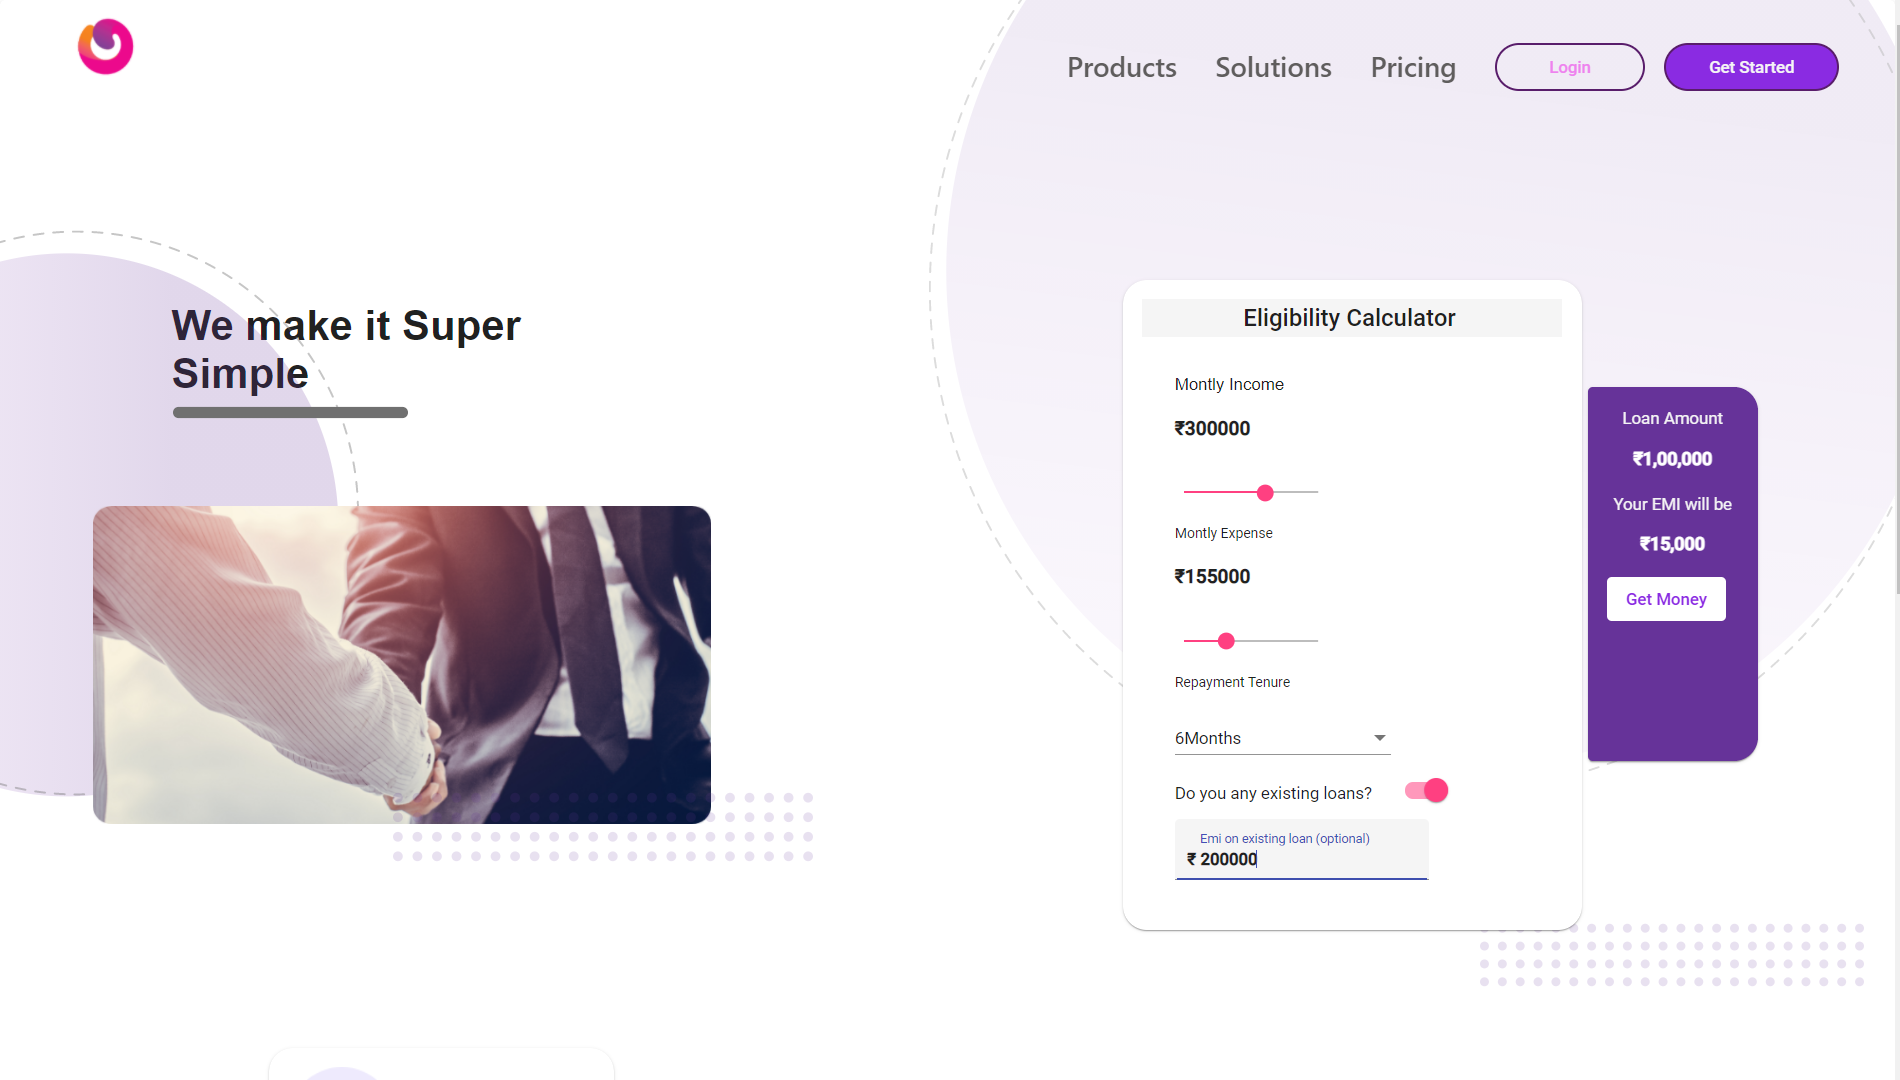 Products
Solutions
Pricing
Login
Get Started
We make it Super
Simple
Eligibility Calculator
Montly Income
₹300000
Montly Expense
₹155000
Repayment Tenure
6Months
Do you any existing loans?
Emi on existing loan (optional)
₹ 200000
Loan Amount
₹1,00,000
Your EMI will be
₹15,000
Get Money